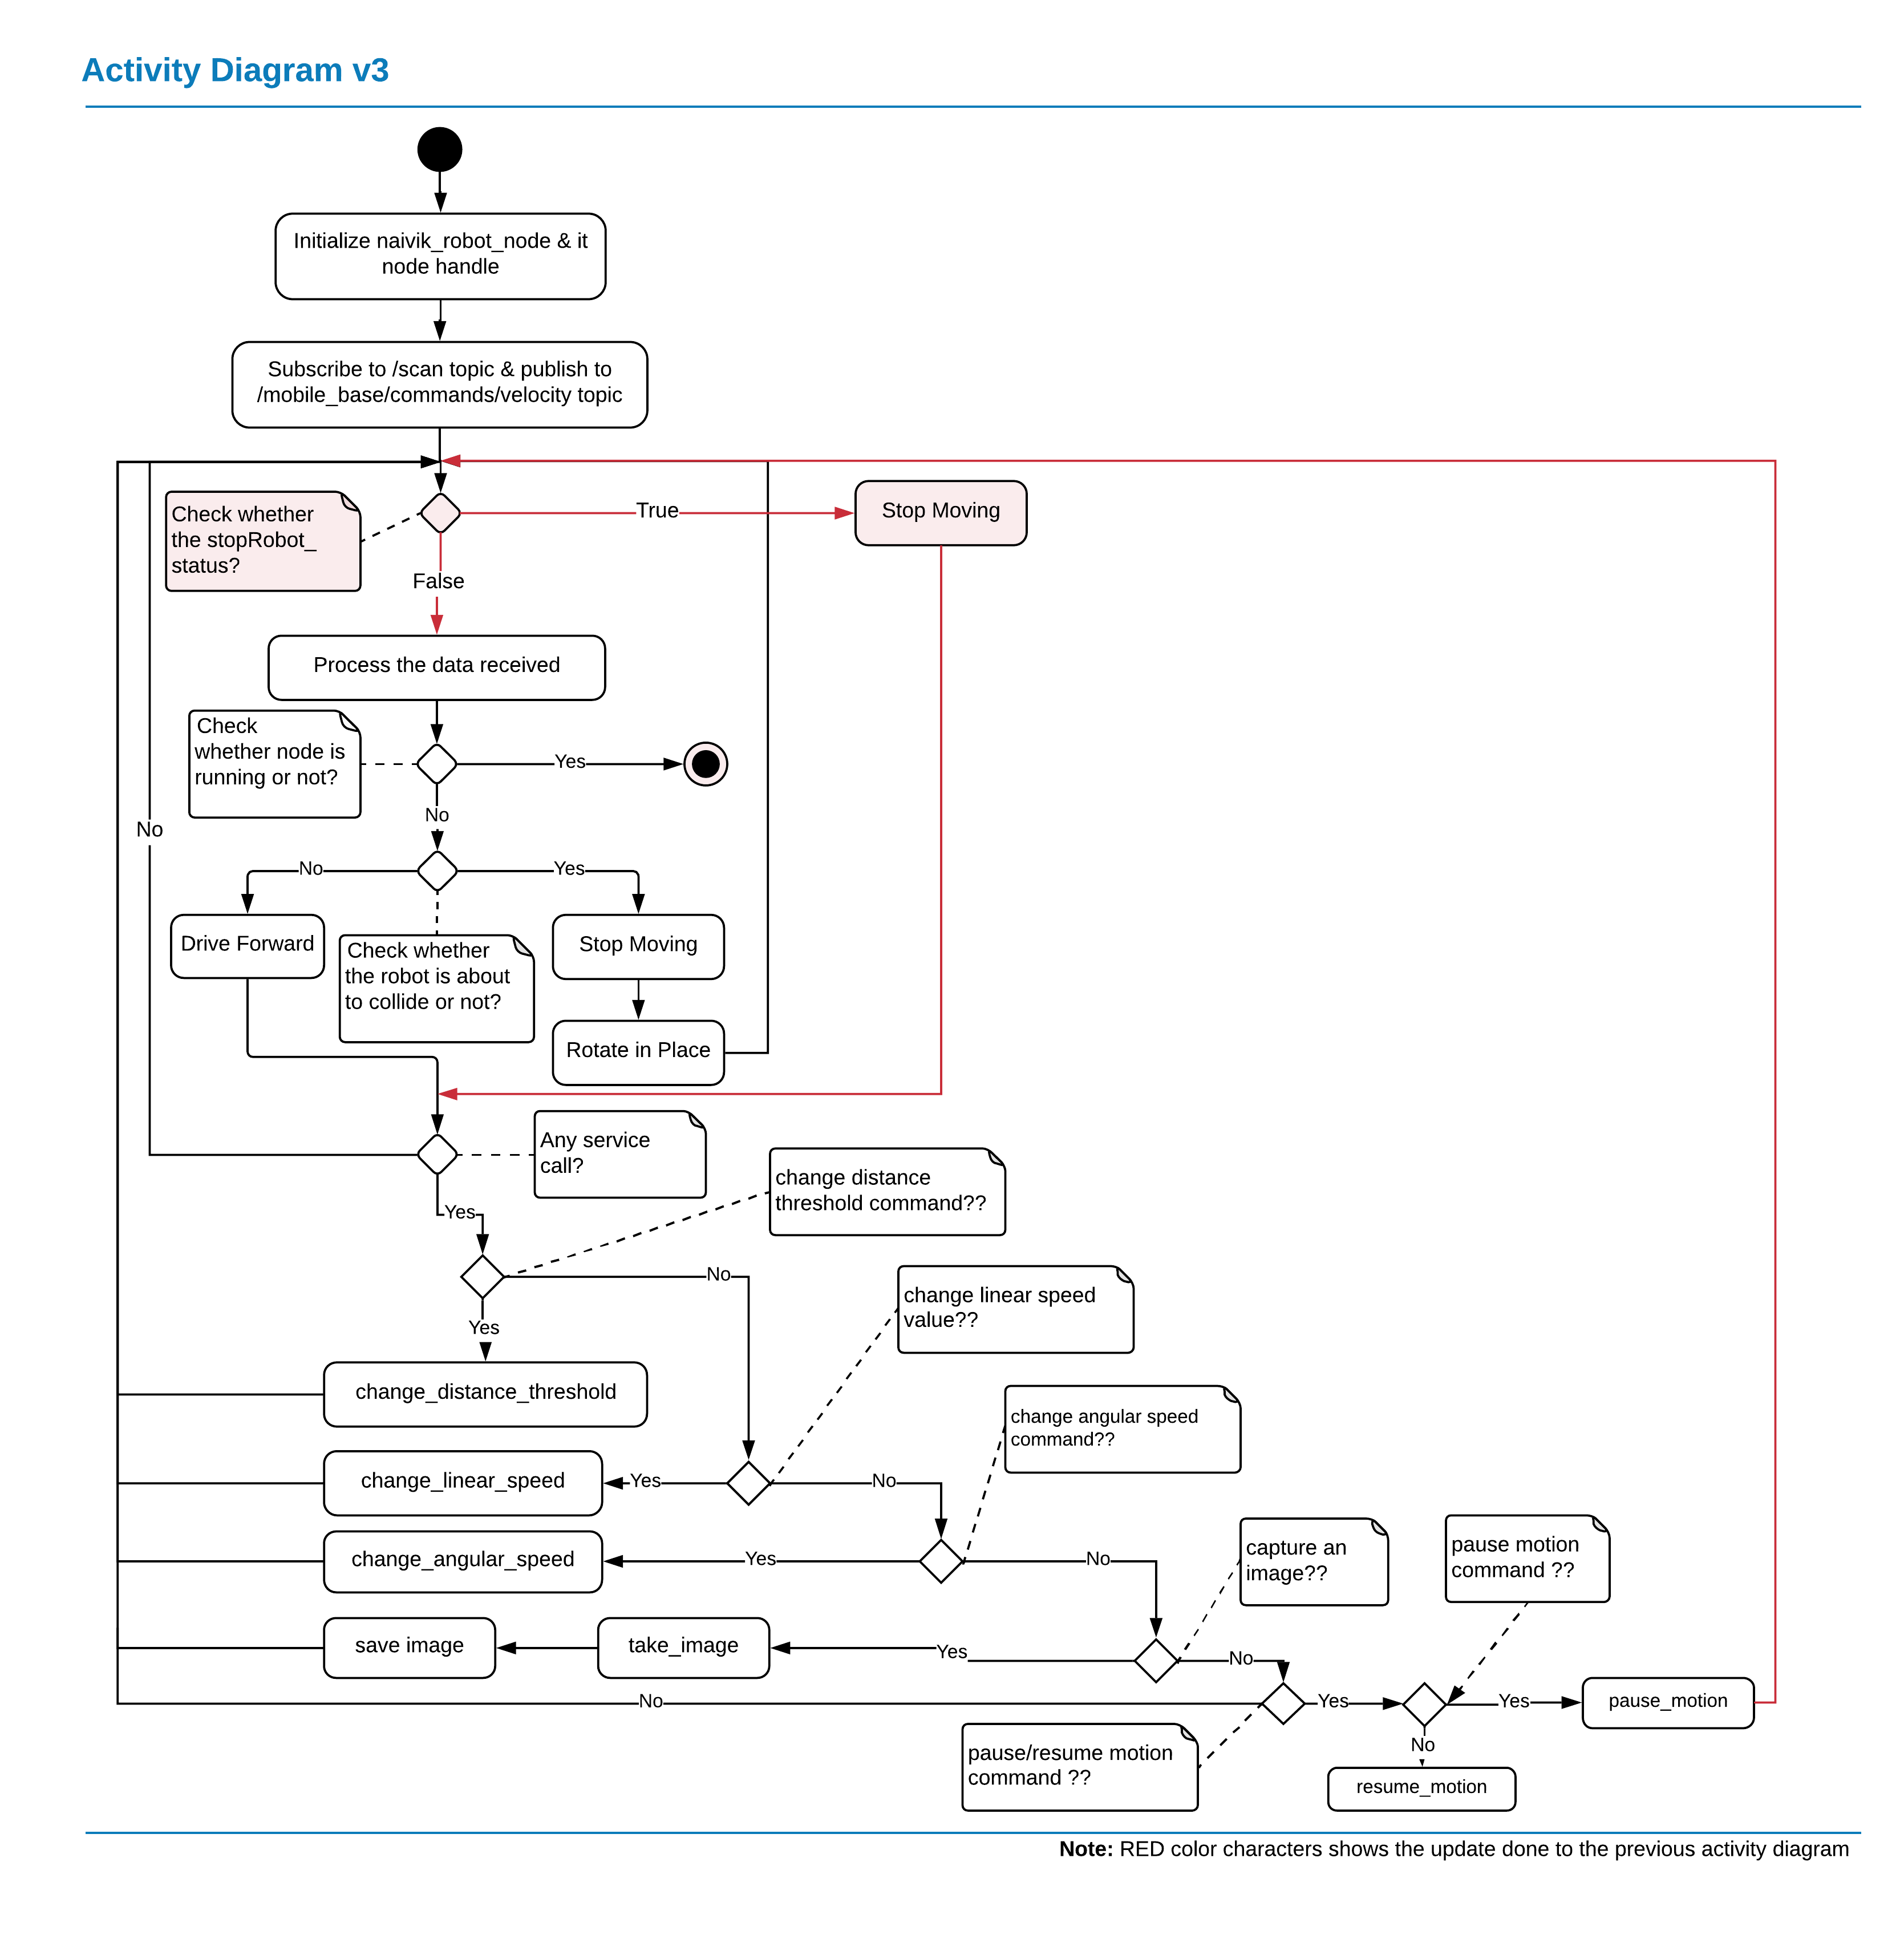 Activity Diagram v3
Initialize naivik_robot_node & it
node handle
Subscribe to /scan topic & publish to
/mobile_base/commands/velocity topic
Check whether
the stopRobot_
status?
True
Stop Moving
False
Process the data received
Check
whether node is
running or not?
Yes
No
No
No
Yes
Drive Forward
Check whether
the robot is about
to collide or not?
Stop Moving
Rotate in Place
Any service
call?
change distance
threshold command??
Yes
No
change linear speed
value??
Yes
change_distance_threshold
change angular speed
command??
change_linear_speed
Yes
No
change_angular_speed
Yes
No
capture an
image??
pause motion
command ??
save image
take_image
Yes
No
No
Yes
Yes
pause_motion
No
pause/resume motion
command ??
resume_motion
Note: RED color characters shows the update done to the previous activity diagram